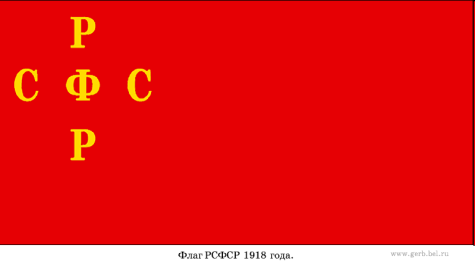 Р
С Ф С
Р
Флаг РСФСР 1918 года.
www.gerb.bel.ru